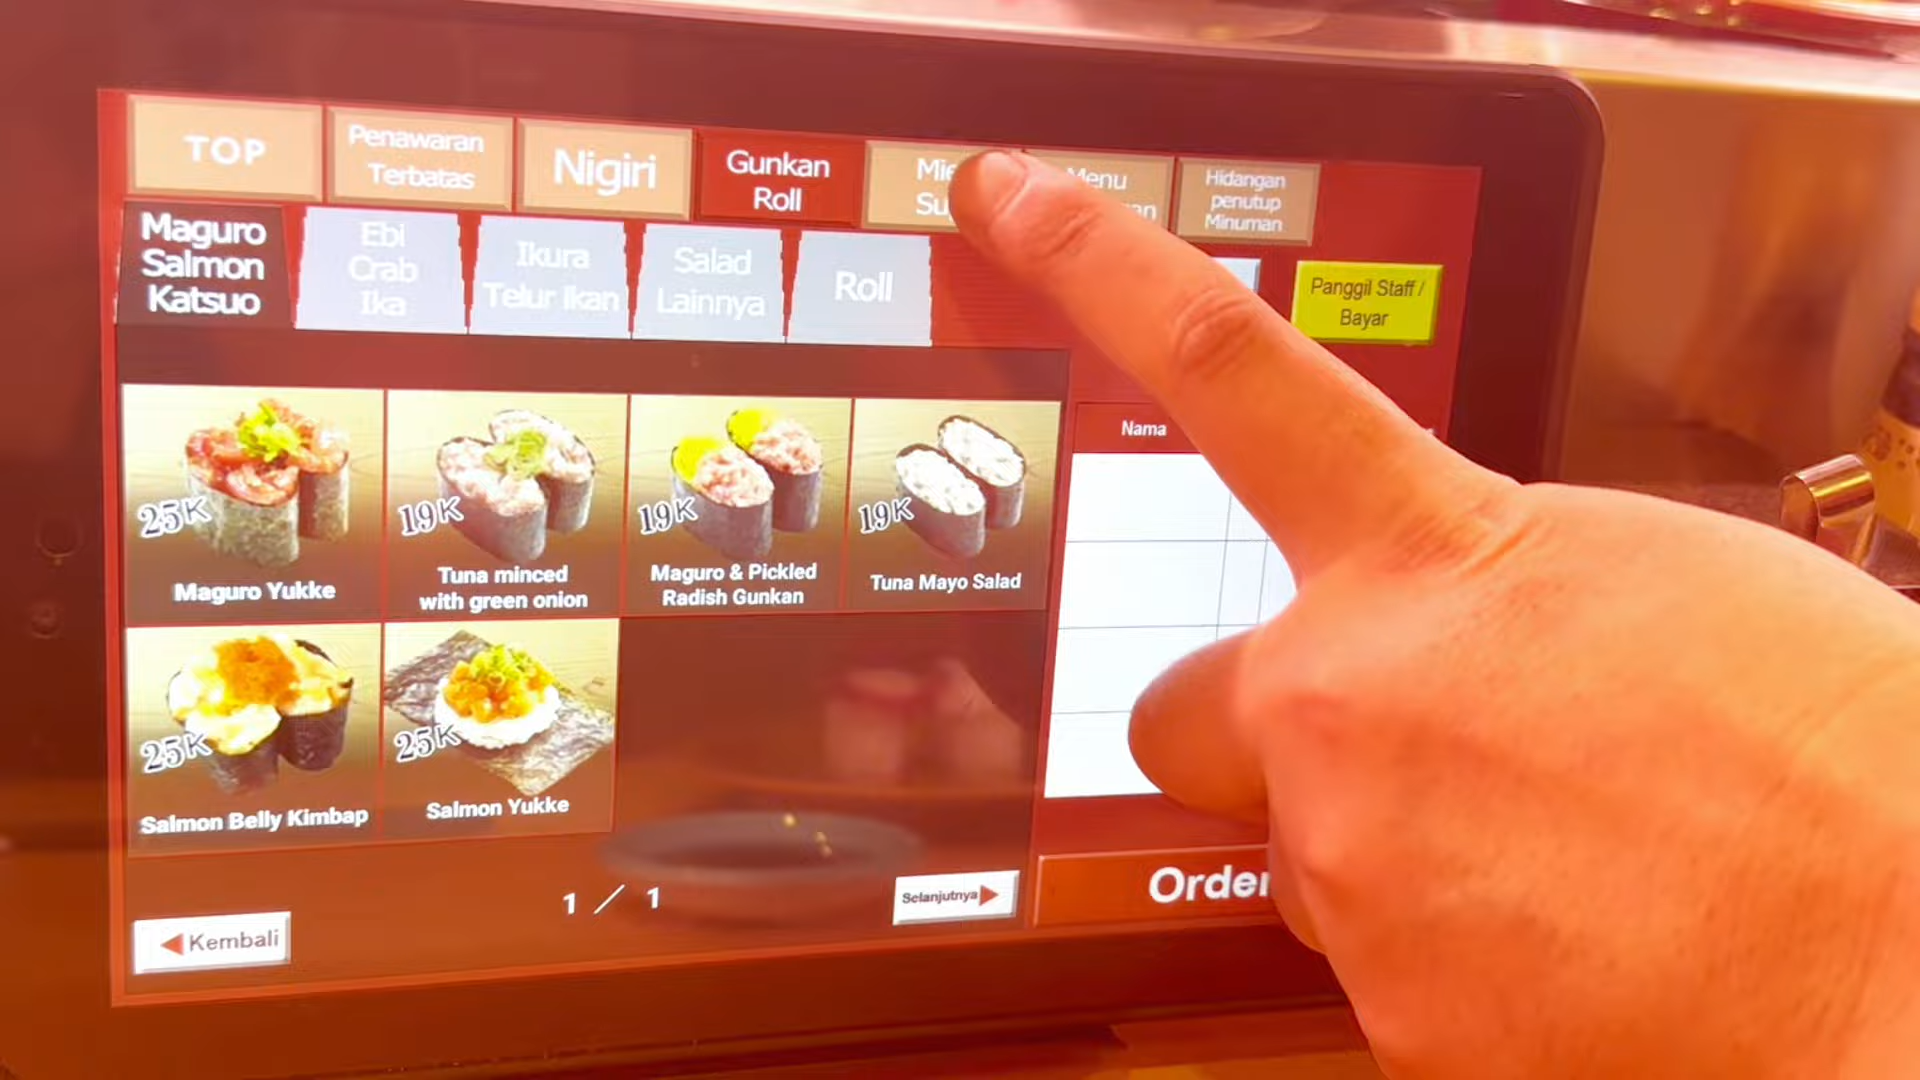 TOP
Penawaran
Terbatas
Nigiri
Gunkan
Roll
Menu
Hidangan
penutup
Minuman
Maguro
Salmon
Katsuo
Ebi
Crab
Ika
Ikura
Telur Ikan
Salad
Lainnya
Roll
Panggil Staff /
Bayar
Nama
25K
Maguro Yukke
19K
Tuna minced
with green onion
19K
Maguro & Pickled
Radish Gunkan
19K
Tuna Mayo Salad
25K
Salmon Belly Kimbap
25K
Salmon Yukke
1 / 1
Selanjutnya
Kembali
Order